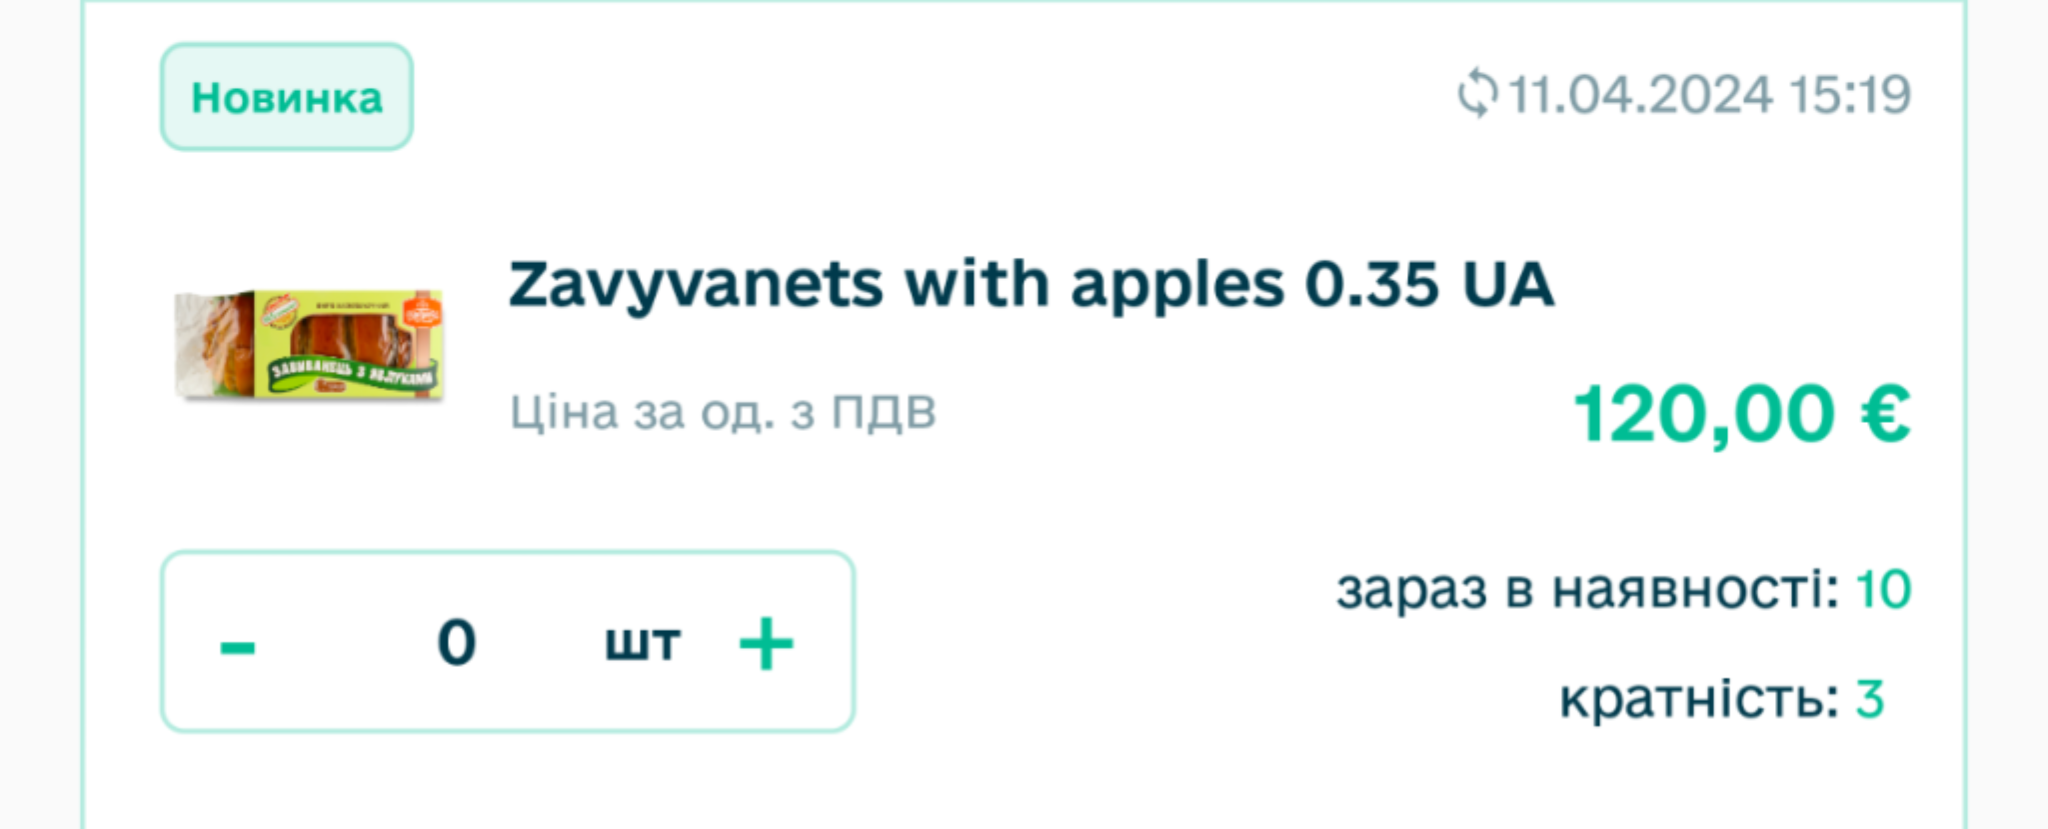 Новинка
11.04.2024 15:19
Zavyvanets with apples 0.35 UA
ЗАВИВАНЕЦЬ З ЯБЛУКАМИ
Ціна за од. з ПДВ
120,00 €
- 0 шт +
зараз в наявності: 10
кратність: 3